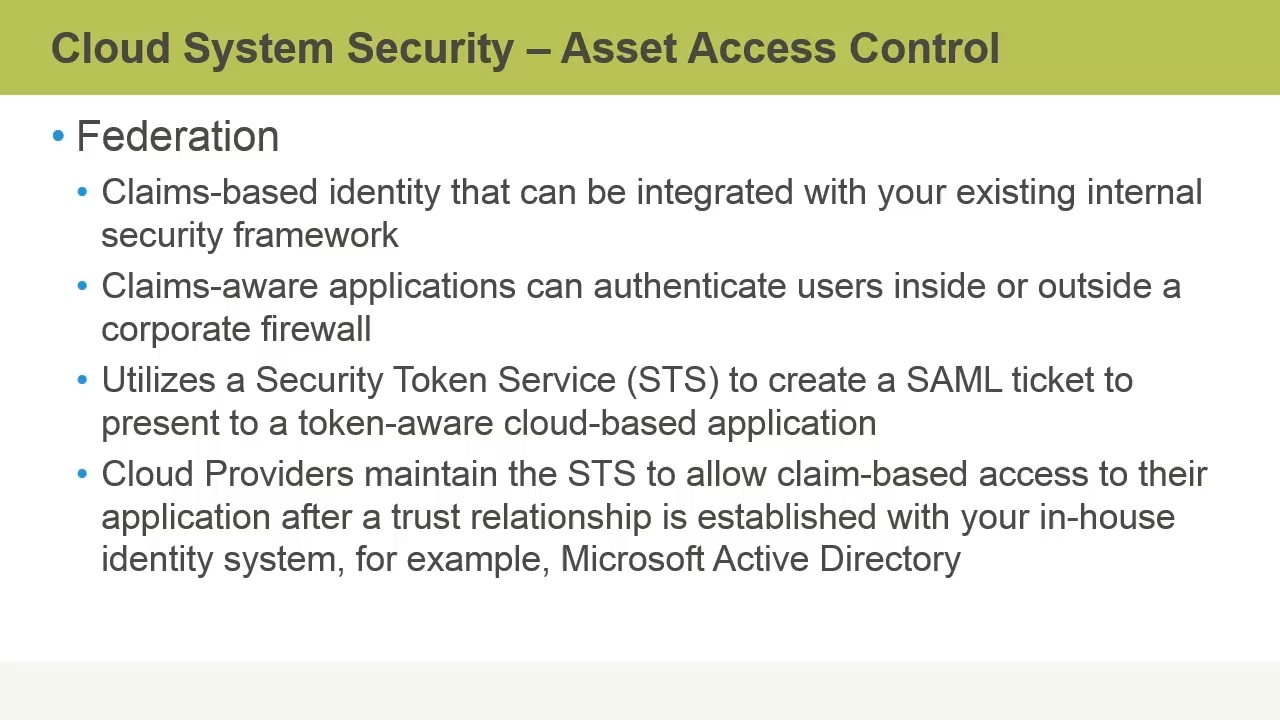 Cloud System Security – Asset Access Control
• Federation
• Claims-based identity that can be integrated with your existing internal
security framework
• Claims-aware applications can authenticate users inside or outside a
corporate firewall
• Utilizes a Security Token Service (STS) to create a SAML ticket to
present to a token-aware cloud-based application
• Cloud Providers maintain the STS to allow claim-based access to their
application after a trust relationship is established with your in-house
identity system, for example, Microsoft Active Directory